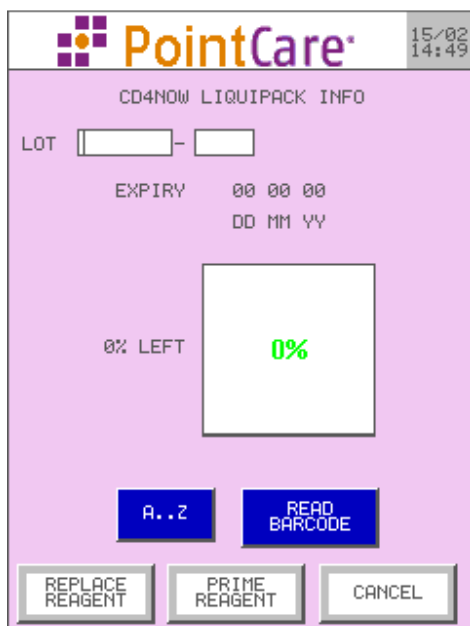 PointCare
15/02
14:49
CD4NOW LIQUIPACK INFO
LOT -
EXPIRY 00 00 00
DD MM YY
0% LEFT 0%
A..Z
READ
BARCODE
REPLACE
REAGENT
PRIME
REAGENT
CANCEL